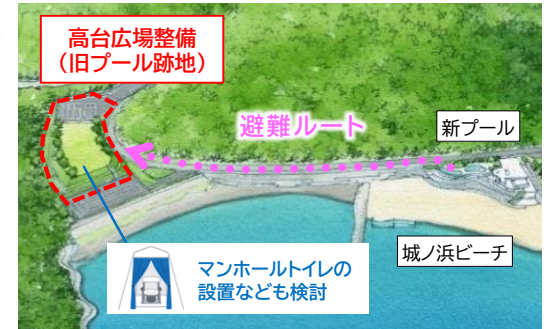 高台広場整備
（旧プール跡地）
避難ルート
新プール
城ノ浜ビーチ
マンホールトイレの
設置なども検討